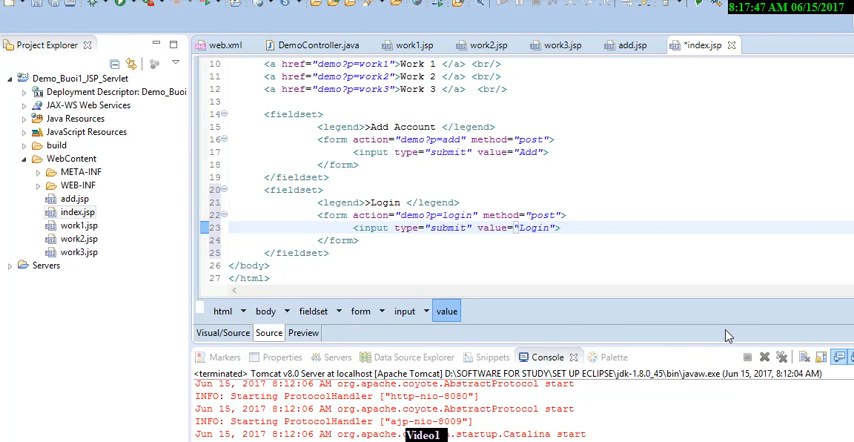 8:17:47 AM 06/15/2017
Project Explorer
web.xml
DemoController.java
work1.jsp
work2.jsp
work3.jsp
add.jsp
*index.jsp
Demo_Buoi1_JSP_Servlet
Deployment Descriptor: Demo_Buoi
JAX-WS Web Services
Java Resources
JavaScript Resources
build
WebContent
META-INF
WEB-INF
add.jsp
index.jsp
work1.jsp
work2.jsp
work3.jsp
Servers
10 <a href="demo?p=work1">Work 1 </a> <br/>
11 <a href="demo?p=work2">Work 2 </a> <br/>
12 <a href="demo?p=work3">Work 3 </a>  <br/>
13
14 <fieldset>
15 <legend>>Add Account </legend>
16 <form action="demo?p=add" method="post">
17 <input type="submit" value="Add">
18 </form>
19 </fieldset>
20 <fieldset>
21 <legend>>Login </legend>
22 <form action="demo?p=login" method="post">
23 <input type="submit" value="Login">
24 </form>
25 </fieldset>
26 </body>
27 </html>
html body fieldset form input value
Visual/Source Source Preview
Markers Properties Servers Data Source Explorer Snippets Console Palette
<terminated> Tomcat v8.0 Server at localhost [Apache Tomcat] D:\SOFTWARE FOR STUDY\SET UP ECLIPSE\jdk-1.8.0_45\bin\javaw.exe (Jun 15, 2017, 8:12:04 AM)
Jun 15, 2017 8:12:06 AM org.apache.coyote.AbstractProtocol start
INFO: Starting ProtocolHandler ["http-nio-8080"]
Jun 15, 2017 8:12:06 AM org.apache.coyote.AbstractProtocol start
INFO: Starting ProtocolHandler ["ajp-nio-8009"]
Jun 15, 2017 8:12:06 AM org.apache.c
Video1
.startup.Catalina start